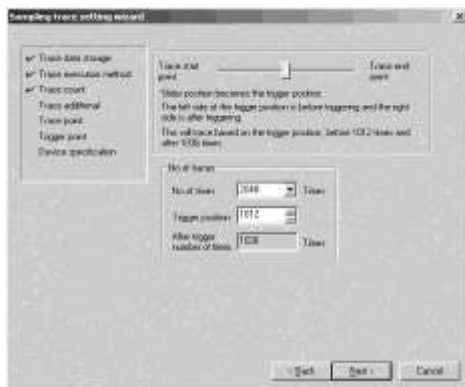 Sampling trace setting wizard
Trace data storage
Trace execution method
Trace count
Trace additional
Trace point
Trigger point
Device specification
Trace start point
Trace end point
Slider position becomes the trigger position.
The left side of the trigger position is before triggering and the right
side is after triggering.
This will trace based on the trigger position, before 1012 times and
after 1036 times.
No. of traces
No. of times 2048 Times
Trigger position 1012
After trigger number of times 1036 Times
< Back Next > Cancel